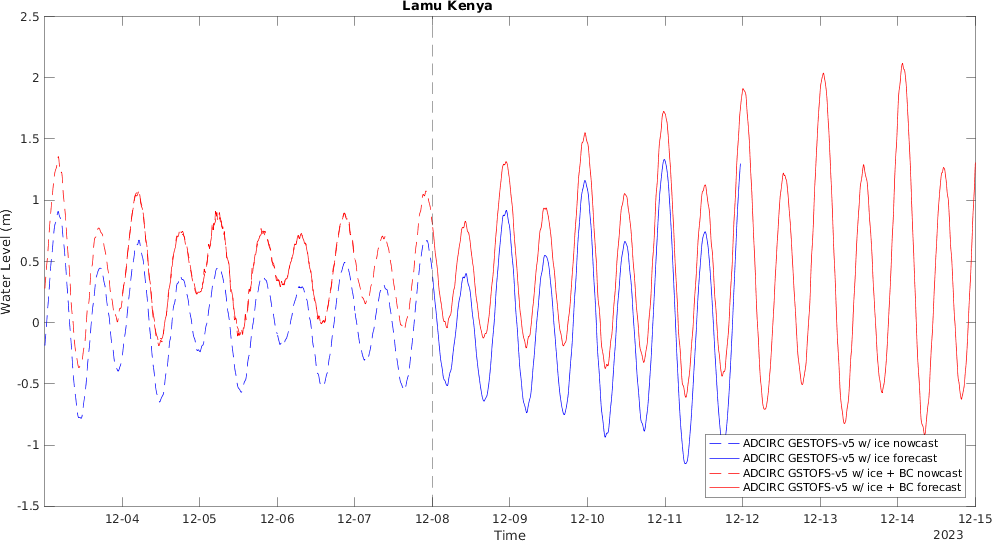 Lamu Kenya
Water Level (m)
2.5
2
1.5
1
0.5
0
-0.5
-1
-1.5
ADCIRC GESTOFS-v5 w/ ice nowcast
ADCIRC GESTOFS-v5 w/ ice forecast
ADCIRC GSTOFS-v5 w/ ice + BC nowcast
ADCIRC GSTOFS-v5 w/ ice + BC forecast
12-04 12-05 12-06 12-07 12-08 12-09 12-10 12-11 12-12 12-13 12-14 12-15
Time
2023